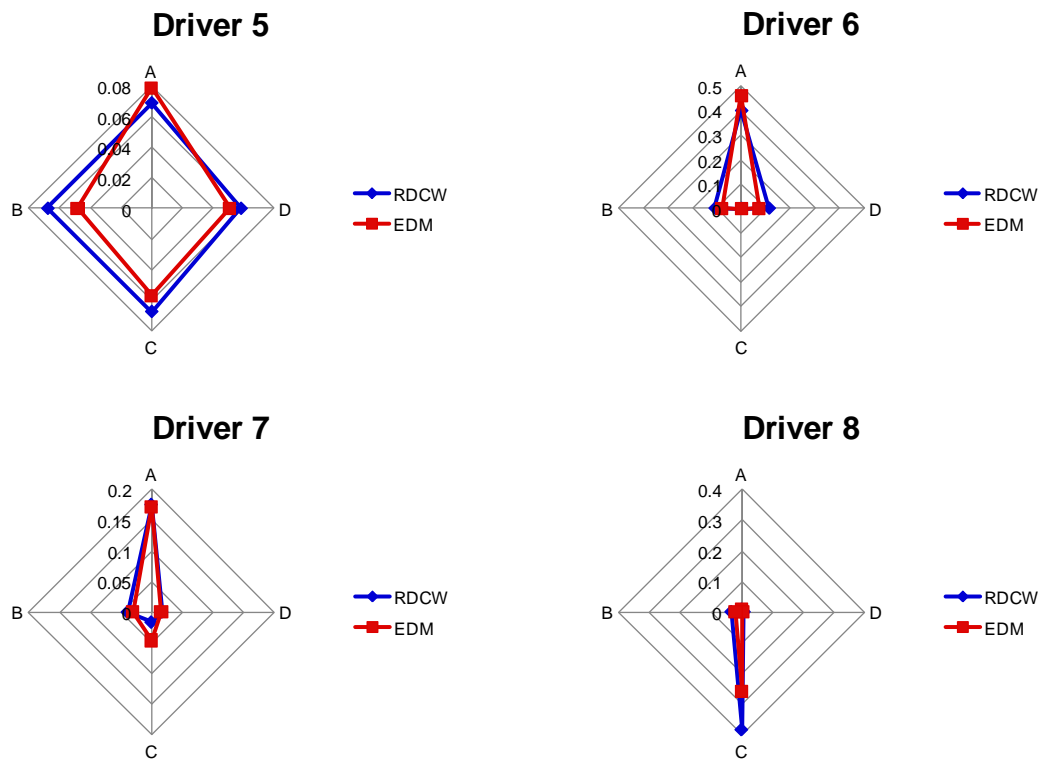 Driver 5
A
0.08
0.06
0.04
0.02
0
B
D
C
RDCW
EDM
Driver 6
A
0.5
0.4
0.3
0.2
0.1
0
B
D
C
RDCW
EDM
Driver 7
A
0.2
0.15
0.1
0.05
0
B
D
C
RDCW
EDM
Driver 8
A
0.4
0.3
0.2
0.1
0
B
D
C
RDCW
EDM